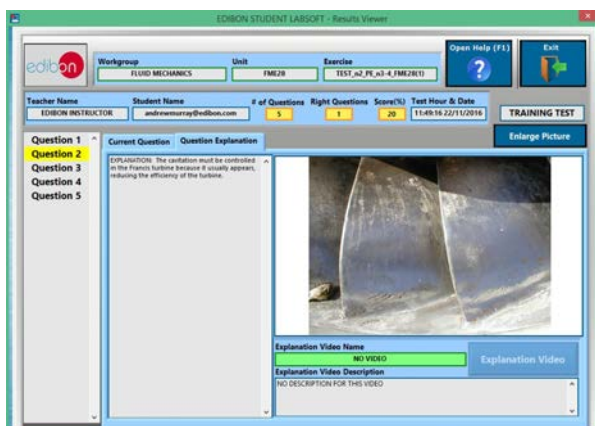 EDIBON STUDENT LABSOFT - Results Viewer
edibon
Workgroup
FLUID MECHANICS
Unit
FME28
Exercise
TEST_n2_PE_n3-4_FME28(1)
Open Help (F1)
?
Exit
Teacher Name
EDIBON INSTRUCTOR
Student Name
andrewmurray@edibon.com
# of Questions
5
Right Questions
1
Score(%)
20
Test Hour & Date
11:49:16 22/11/2016
TRAINING TEST
Question 1
Question 2
Question 3
Question 4
Question 5
Current Question
Question Explanation
Enlarge Picture
EXPLANATION: The cavitation must be controlled
in the Francis turbine because it usually appears,
reducing the efficiency of the turbine.
Explanation Video Name
NO VIDEO
Explanation Video
Explanation Video Description
NO DESCRIPTION FOR THIS VIDEO